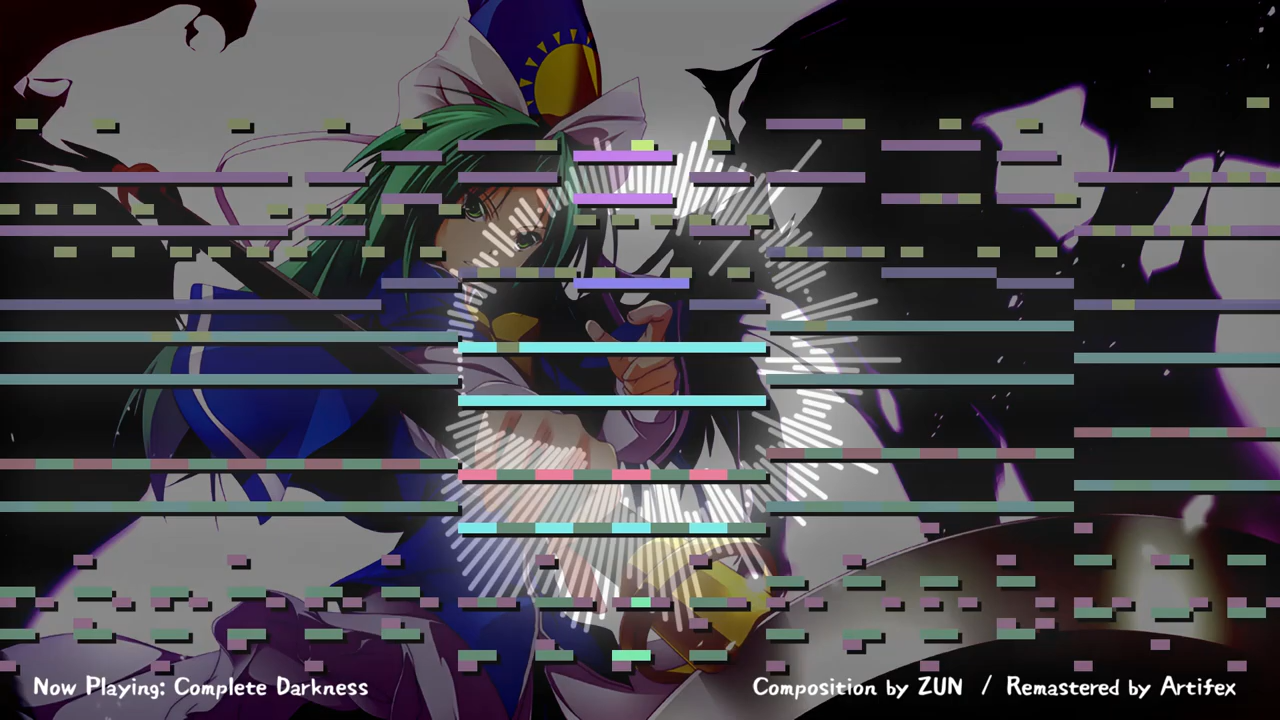 Now Playing: Complete Darkness
Composition by ZUN / Remastered by Artifex